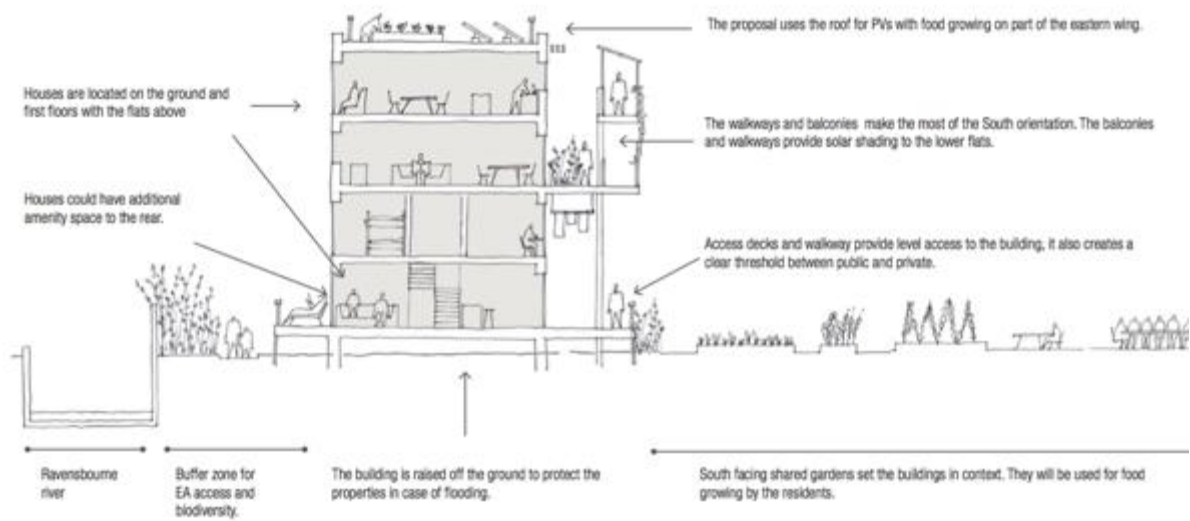 The proposal uses the roof for PVs with food growing on part of the eastern wing.
Houses are located on the ground and
first floors with the flats above
The walkways and balconies make the most of the South orientation. The balconies
and walkways provide solar shading to the lower flats.
Houses could have additional
amenity space to the rear.
Access decks and walkway provide level access to the building, it also creates a
clear threshold between public and private.
Ravensbourne
river
Buffer zone for
EA access and
biodiversity.
The building is raised off the ground to protect the
properties in case of flooding.
South facing shared gardens set the buildings in context. They will be used for food
growing by the residents.